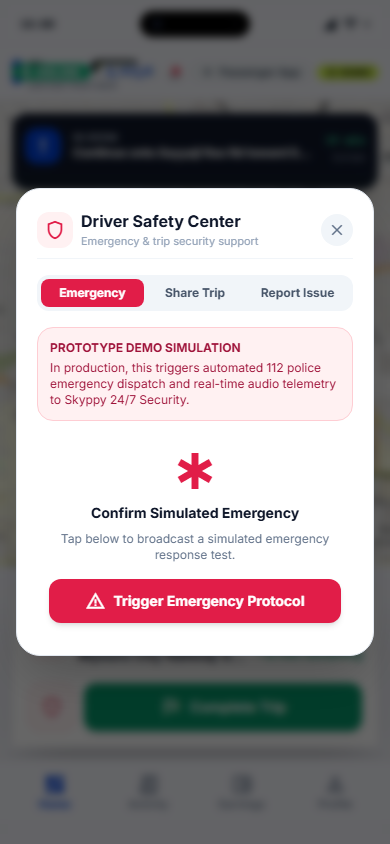 Driver Safety Center
Emergency & trip security support
Emergency
Share Trip
Report Issue
PROTOTYPE DEMO SIMULATION
In production, this triggers automated 112 police
emergency dispatch and real-time audio telemetry
to Skyppy 24/7 Security.
Confirm Simulated Emergency
Tap below to broadcast a simulated emergency
response test.
Trigger Emergency Protocol
Complete Trip